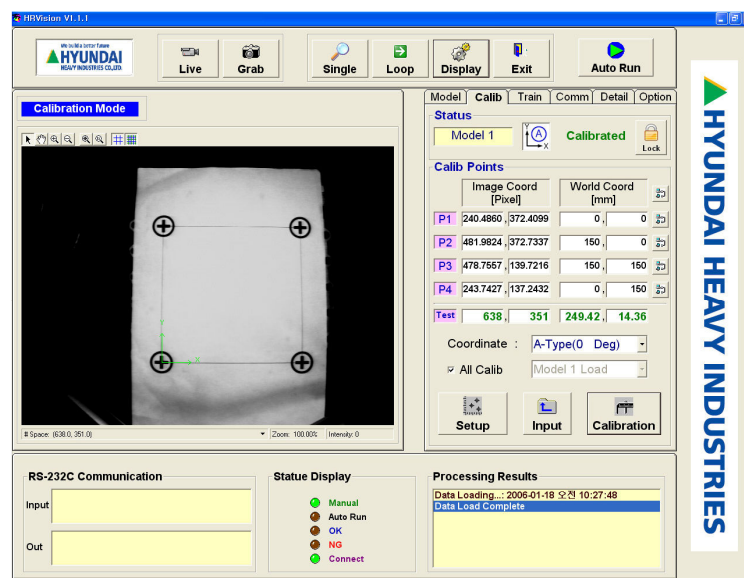 HRVision V1.1.1
We build a better future
HYUNDAI
HEAVY INDUSTRIES CO.,LTD.
Live
Grab
Single
Loop
Display
Exit
Auto Run
Calibration Mode
Y
X
# Space: (638.0, 351.0)
Zoom: 100.00%
Intensity: 0
Model Calib Train Comm Detail Option
Status
Model 1
Y
A
X
Calibrated
Lock
Calib Points
Image Coord
[Pixel]
World Coord
[mm]
P1 240.4860 , 372.4099 0 , 0
P2 481.9824 , 372.7337 150 , 0
P3 478.7557 , 139.7216 150 , 150
P4 243.7427 , 137.2432 0 , 150
Test 638 , 351 249.42 , 14.36
Coordinate : A-Type(0 Deg)
All Calib Model 1 Load
Setup
Input
Calibration
RS-232C Communication
Input
Out
Statue Display
Manual
Auto Run
OK
NG
Connect
Processing Results
Data Loading...: 2006-01-18 오전 10:27:48
Data Load Complete
HYUNDAI HEAVY INDUSTRIES